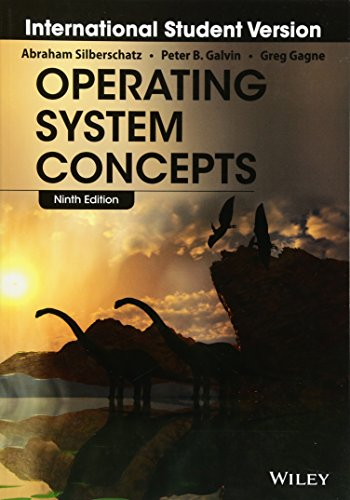 International Student Version
Abraham Silberschatz • Peter B. Galvin • Greg Gagne
OPERATING
SYSTEM
CONCEPTS
Ninth Edition
WILEY